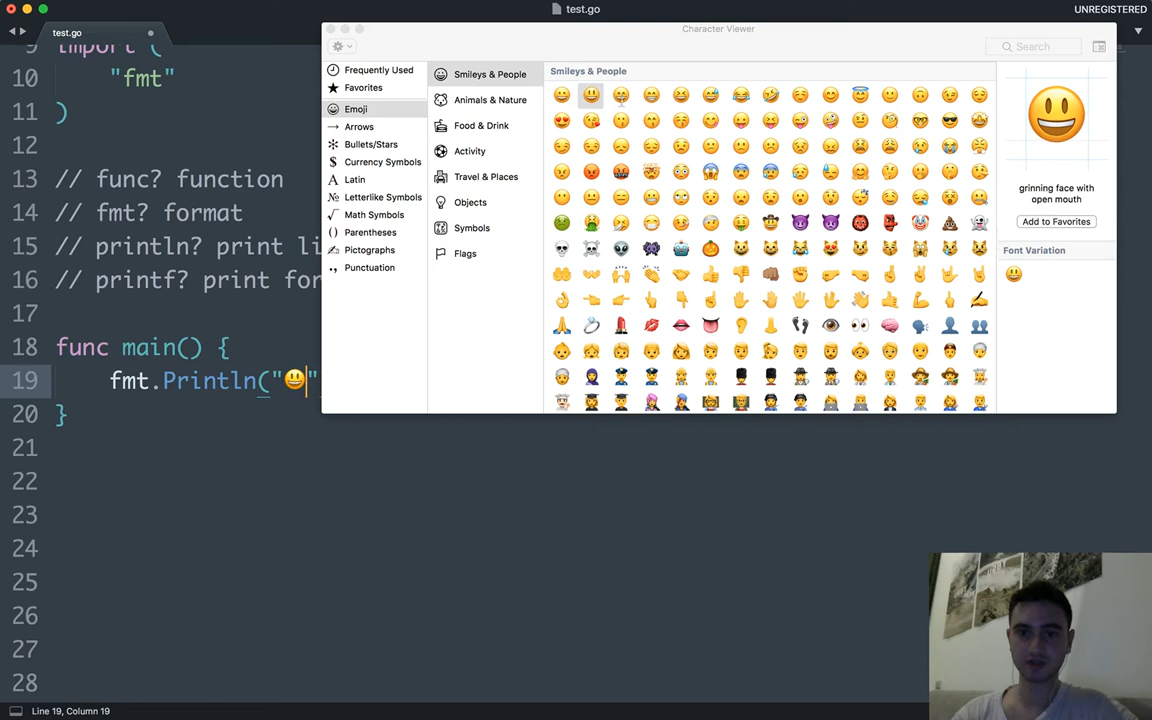 test.go
UNREGISTERED
test.go
Character Viewer
Search
9 import (
10 "fmt"
11 )
12
13 // func? function
14 // fmt? format
15 // println? print li
16 // printf? print for
17
18 func main() {
19 fmt.Println("😃"
20 }
21
22
23
24
25
26
27
28
Frequently Used
Favorites
Emoji
Arrows
Bullets/Stars
$ Currency Symbols
A Latin
Letterlike Symbols
√ Math Symbols
() Parentheses
Pictographs
Punctuation
Smileys & People
Animals & Nature
Food & Drink
Activity
Travel & Places
Objects
Symbols
Flags
Smileys & People
grinning face with
open mouth
Add to Favorites
Font Variation
Line 19, Column 19